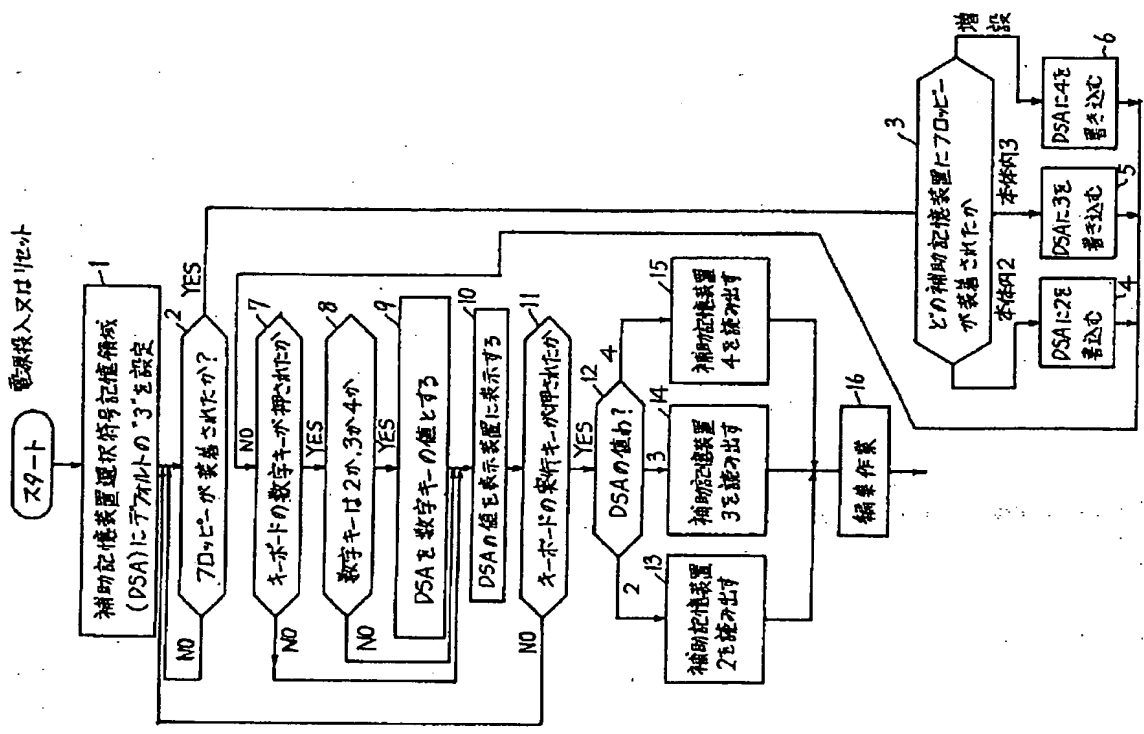 電源投入又はリセット
スタート
1
補助記憶装置選択符号記憶領域
(DSA)にデフォルトの"3"を設定
2
フロッピーが装着されたか?
YES
NO
NO
7
キーボードの数字キーが押されたか
NO
YES
8
数字キーは2か,3か4か
NO
YES
9
DSAを数字キーの値とする
10
DSAの値を表示装置に表示する
11
キーボードの実行キーが押されたか
NO
YES
12
DSAの値わ?
2
3
4
13
補助記憶装置
2を読み出す
14
補助記憶装置
3を読み出す
15
補助記憶装置
4を読み出す
16
編集作業
3
どの補助記憶装置にフロッピー
が装着されたか
本体内2
本体内3
増設
DSAに2を
書込む
4
DSAに3を
書き込む
5
DSAに4を
書き込む
6